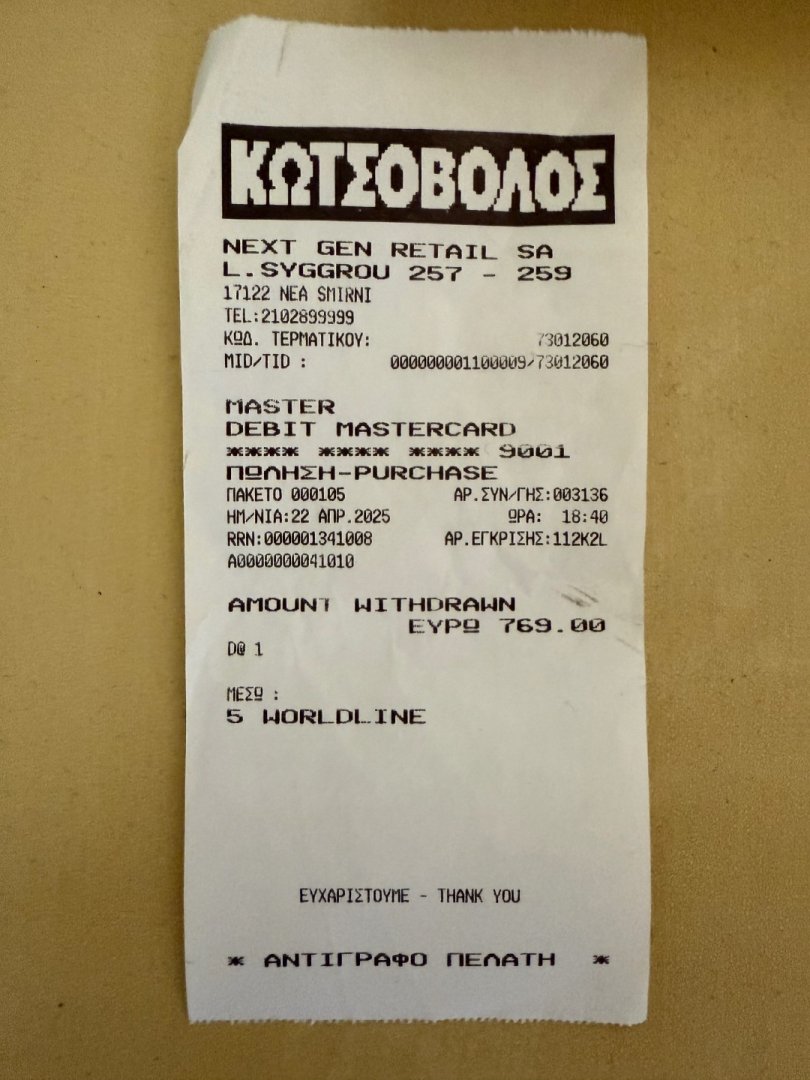 ΚΩΤΣΟΒΟΛΟΣ
NEXT GEN RETAIL SA
L.SYGGROU 257 - 259
17122 NEA SMIRNI
TEL:2102899999
ΚΩΔ. ΤΕΡΜΑΤΙΚΟΥ: 73012060
MID/TID : 000000001100009/73012060
MASTER
DEBIT MASTERCARD
**** **** **** 9001
ΠΩΛΗΣΗ-PURCHASE
ΠΑΚΕΤΟ 000105 ΑΡ.ΣΥΝ/ΓΗΣ:003136
ΗΜ/ΝΙΑ:22 ΑΠΡ.2025 ΩΡΑ: 18:40
RRN:000001341008 ΑΡ.ΕΓΚΡΙΣΗΣ:112K2L
A0000000041010
AMOUNT WITHDRAWN
ΕΥΡΩ 769.00
D@ 1
ΜΕΣΩ :
5 WORLDLINE
ΕΥΧΑΡΙΣΤΟΥΜΕ - THANK YOU
* ΑΝΤΙΓΡΑΦΟ ΠΕΛΑΤΗ *